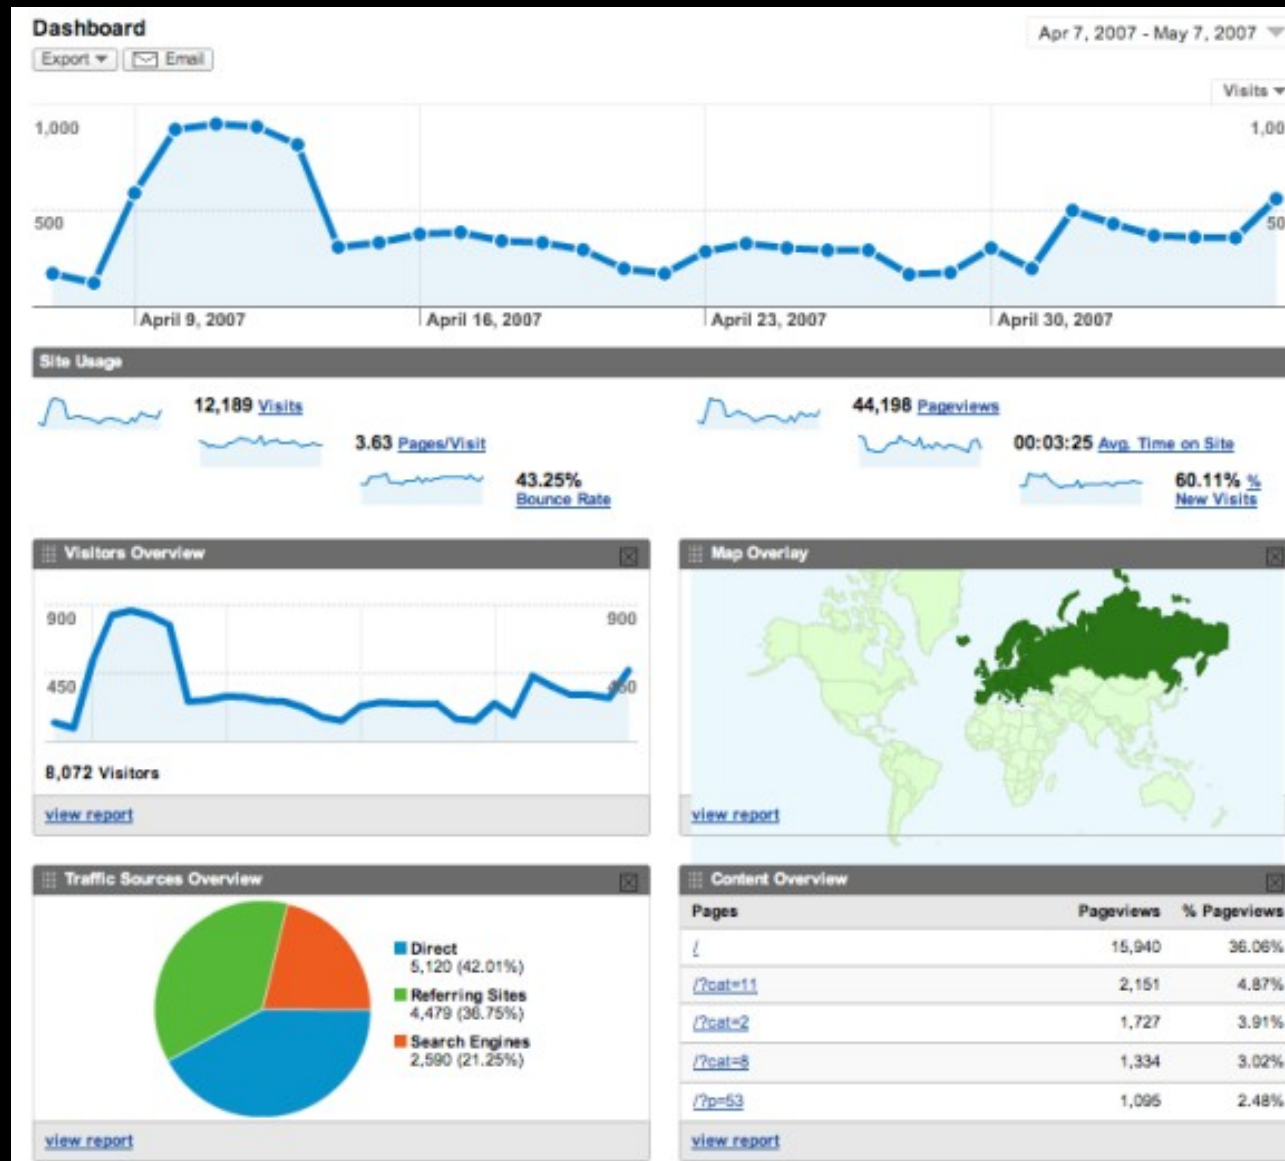 Dashboard
Apr 7, 2007 - May 7, 2007
Export
Email
Visits
1,000
1,00
500
50
April 9, 2007
April 16, 2007
April 23, 2007
April 30, 2007
Site Usage
12,189 Visits
44,198 Pageviews
3.63 Pages/Visit
00:03:25 Avg. Time on Site
43.25%
Bounce Rate
60.11% %
New Visits
Visitors Overview
900
900
450
450
8,072 Visitors
view report
Map Overlay
view report
Traffic Sources Overview
Direct
5,120 (42.01%)
Referring Sites
4,479 (36.75%)
Search Engines
2,590 (21.25%)
view report
Content Overview
Pages Pageviews % Pageviews
/ 15,940 36.06%
/?cat=11 2,151 4.87%
/?cat=2 1,727 3.91%
/?cat=8 1,334 3.02%
/?p=53 1,095 2.48%
view report